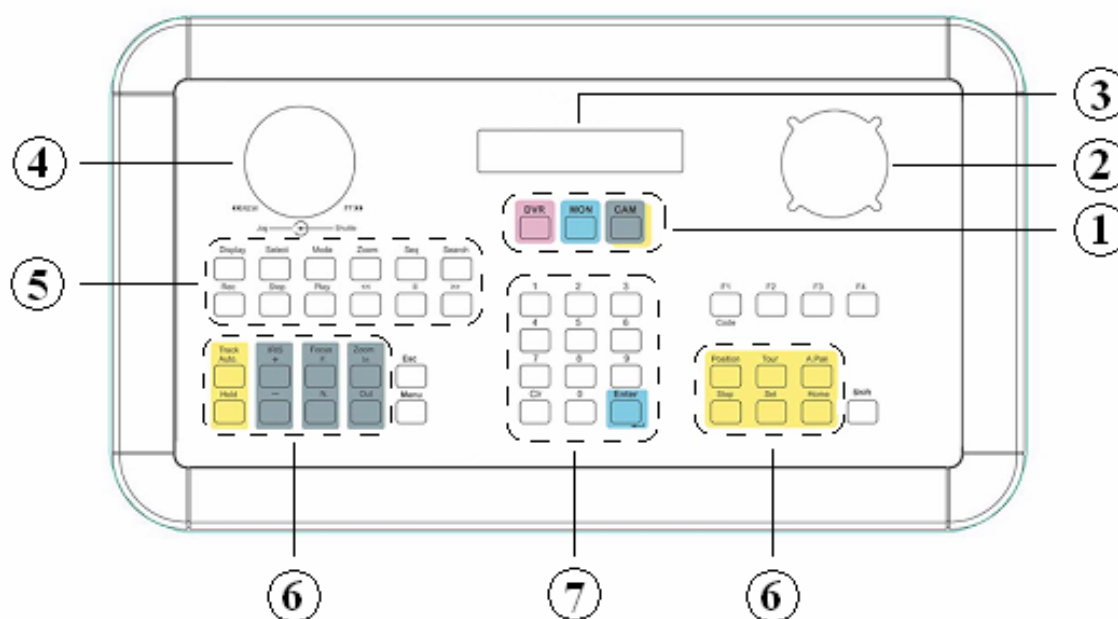 3
4
2
DVR MON CAM
1
Jog Shuttle
Display Select Mode Zoom Seq Search
5
Rec Stop Play << II >>
1 2 3
F1 F2 F3 F4
Code
4 5 6
Track Auto. IRIS + Focus F. Zoom In Esc
7 8 9
Position Tour A.Pan
Hold — N. Out Menu
Clr 0 Enter
Stop Set Home Shift
6 7 6